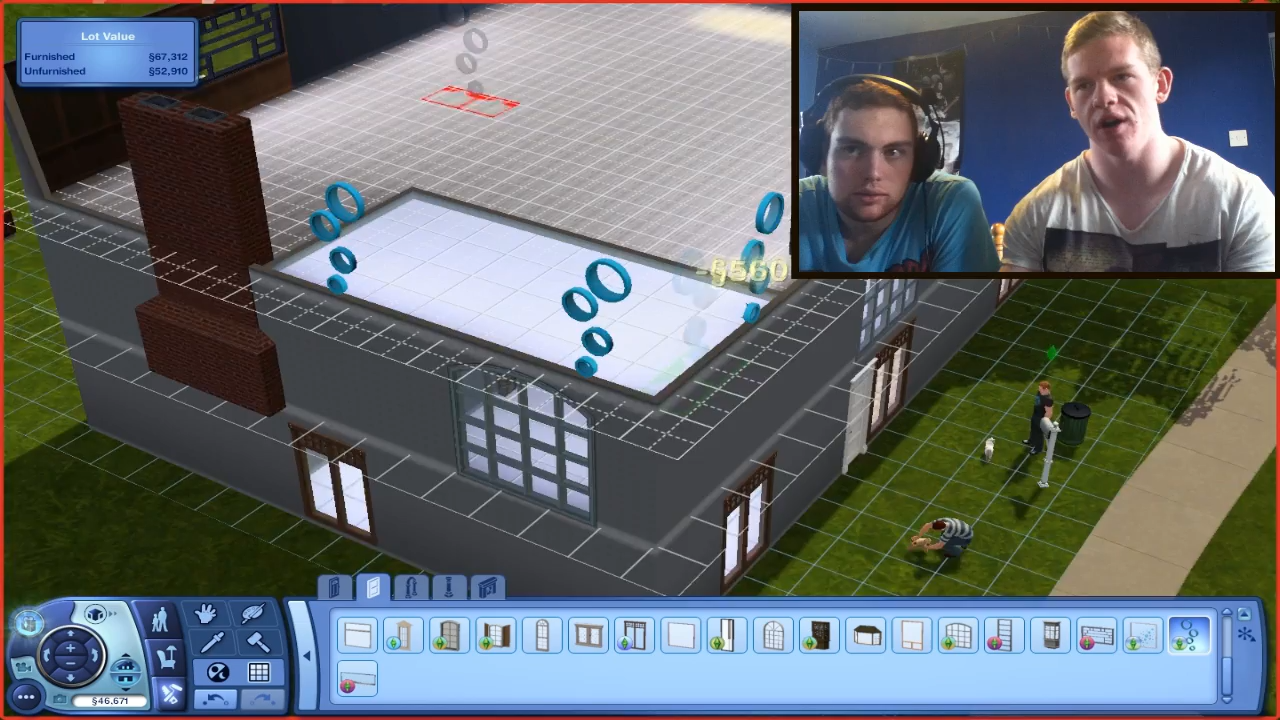 Lot Value
Furnished §67,312
Unfurnished §52,910
-§560
§46,671